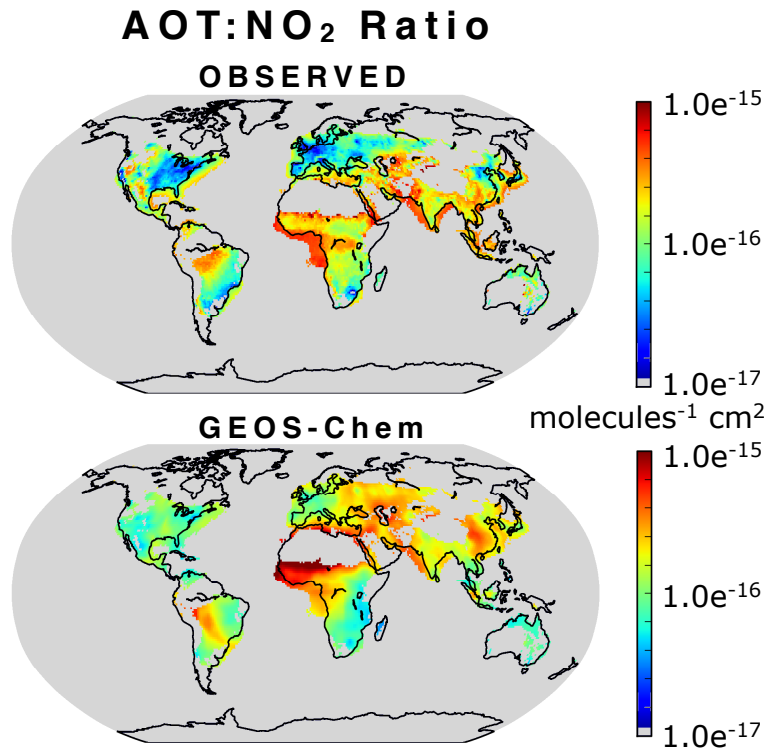 AOT:NO₂ Ratio
OBSERVED
1.0e⁻¹⁵
1.0e⁻¹⁶
1.0e⁻¹⁷
molecules⁻¹ cm²
GEOS-Chem
1.0e⁻¹⁵
1.0e⁻¹⁶
1.0e⁻¹⁷